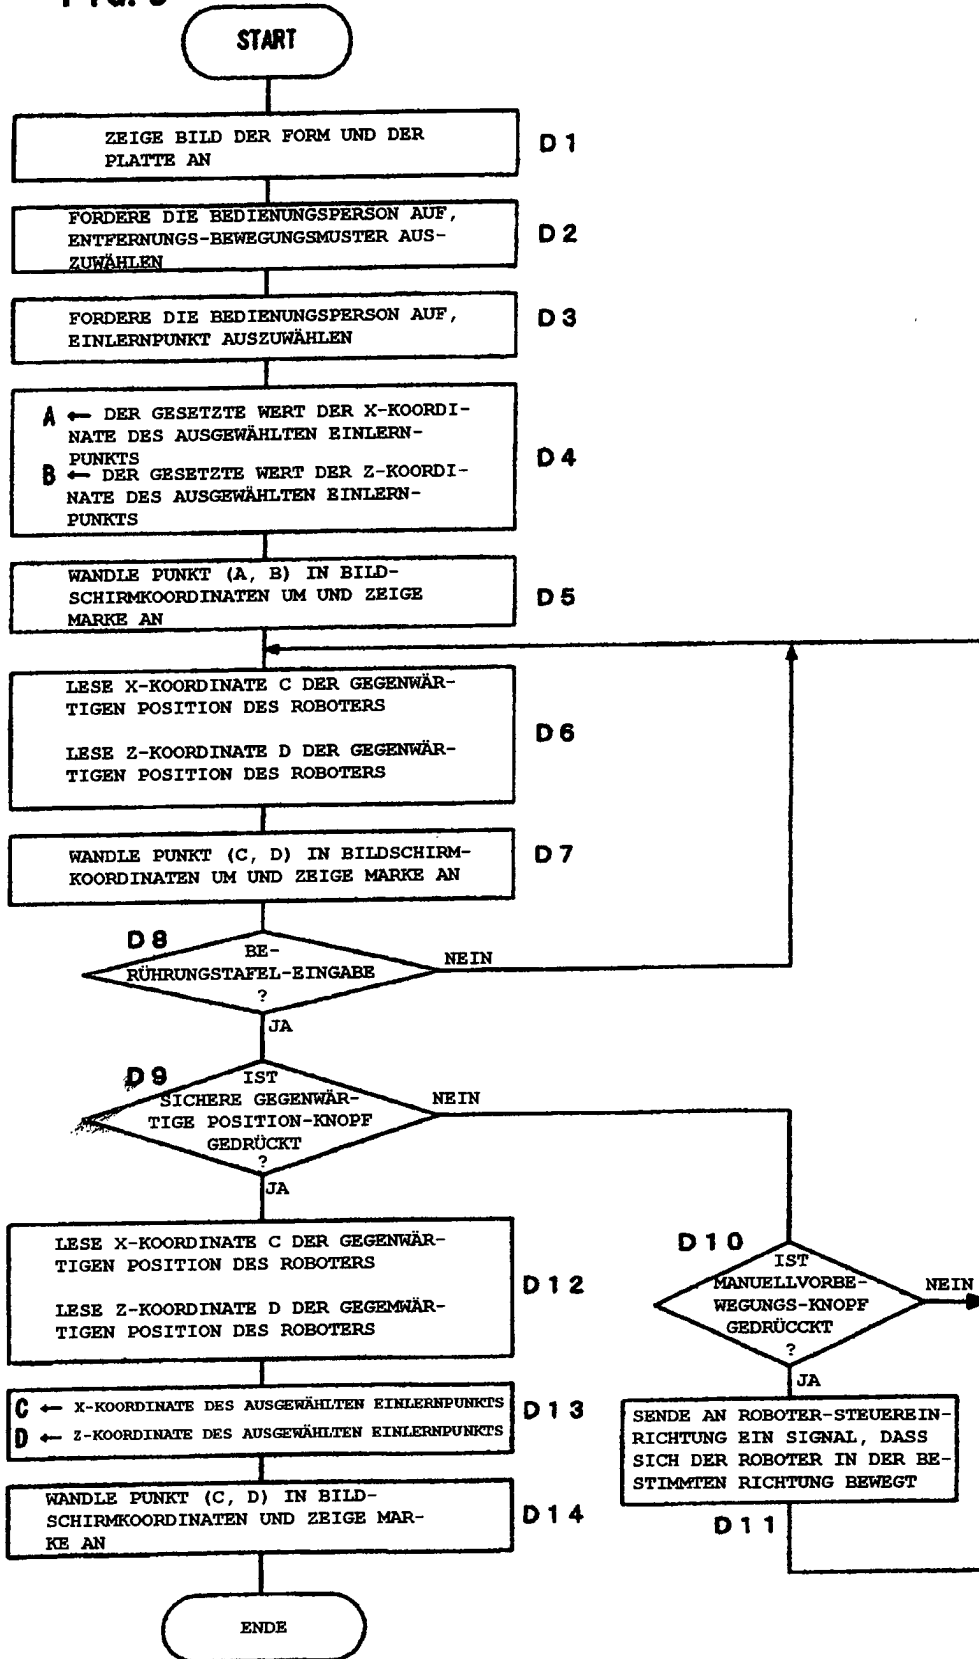 START
ZEIGE BILD DER FORM UND DER
PLATTE AN
D1
FORDERE DIE BEDIENUNGSPERSON AUF,
ENTFERNUNGS-BEWEGUNGSMUSTER AUS-
ZUWÄHLEN
D2
FORDERE DIE BEDIENUNGSPERSON AUF,
EINLERNPUNKT AUSZUWÄHLEN
D3
A ← DER GESETZTE WERT DER X-KOORDI-
NATE DES AUSGEWÄHLTEN EINLERN-
PUNKTS
B ← DER GESETZTE WERT DER Z-KOORDI-
NATE DES AUSGEWÄHLTEN EINLERN-
PUNKTS
D4
WANDLE PUNKT (A, B) IN BILD-
SCHIRMKOORDINATEN UM UND ZEIGE
MARKE AN
D5
LESE X-KOORDINATE C DER GEGENWÄR-
TIGEN POSITION DES ROBOTERS
LESE Z-KOORDINATE D DER GEGENWÄR-
TIGEN POSITION DES ROBOTERS
D6
WANDLE PUNKT (C, D) IN BILDSCHIRM-
KOORDINATEN UM UND ZEIGE MARKE AN
D7
D8
BE-
RÜHRUNGSTAFEL-EINGABE
?
NEIN
JA
D9
IST
SICHERE GEGENWÄR-
TIGE POSITION-KNOPF
GEDRÜCKT
?
NEIN
JA
D10
IST
MANUELLVORBE-
WEGUNGS-KNOPF
GEDRÜCCKT
?
NEIN
JA
SENDE AN ROBOTER-STEUEREIN-
RICHTUNG EIN SIGNAL, DASS
SICH DER ROBOTER IN DER BE-
STIMMTEN RICHTUNG BEWEGT
D11
LESE X-KOORDINATE C DER GEGENWÄR-
TIGEN POSITION DES ROBOTERS
LESE Z-KOORDINATE D DER GEGEMWÄR-
TIGEN POSITION DES ROBOTERS
D12
C ← X-KOORDINATE DES AUSGEWÄHLTEN EINLERNPUNKTS
D ← Z-KOORDINATE DES AUSGEWÄHLTEN EINLERNPUNKTS
D13
WANDLE PUNKT (C, D) IN BILD-
SCHIRMKOORDINATEN UND ZEIGE MAR-
KE AN
D14
ENDE